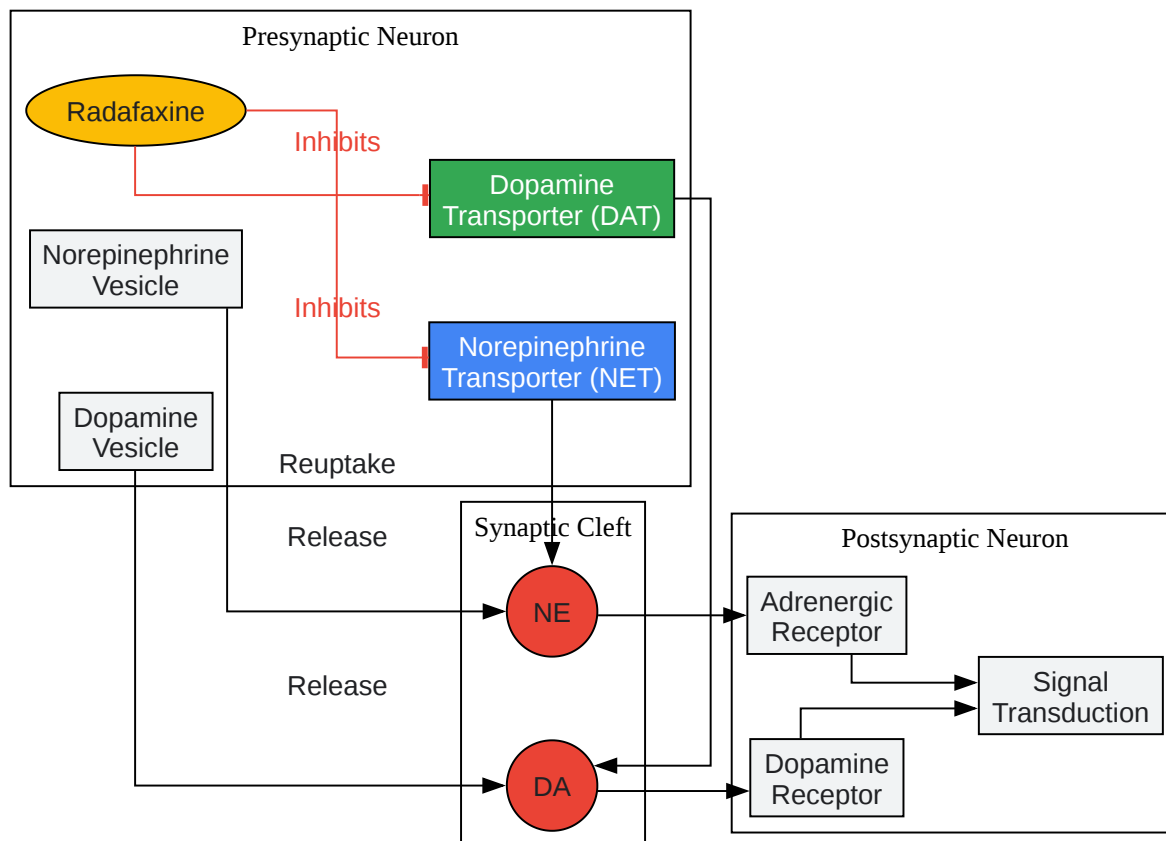 Presynaptic Neuron
Radafaxine
Inhibits
Dopamine
Transporter (DAT)
Norepinephrine
Vesicle
Inhibits
Norepinephrine
Transporter (NET)
Dopamine
Vesicle
Reuptake
Release
Synaptic Cleft
Postsynaptic Neuron
NE
Adrenergic
Receptor
Release
Signal
Transduction
DA
Dopamine
Receptor